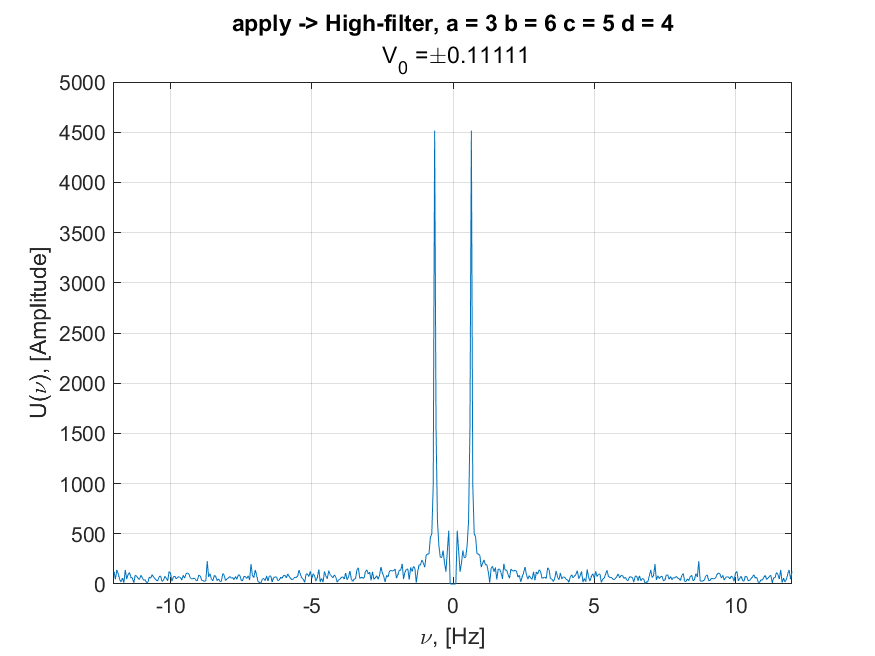 apply -> High-filter, a = 3 b = 6 c = 5 d = 4
V_0 =±0.11111
5000
4500
4000
3500
3000
2500
2000
1500
1000
500
0
U(ν), [Amplitude]
-10 -5 0 5 10
ν, [Hz]